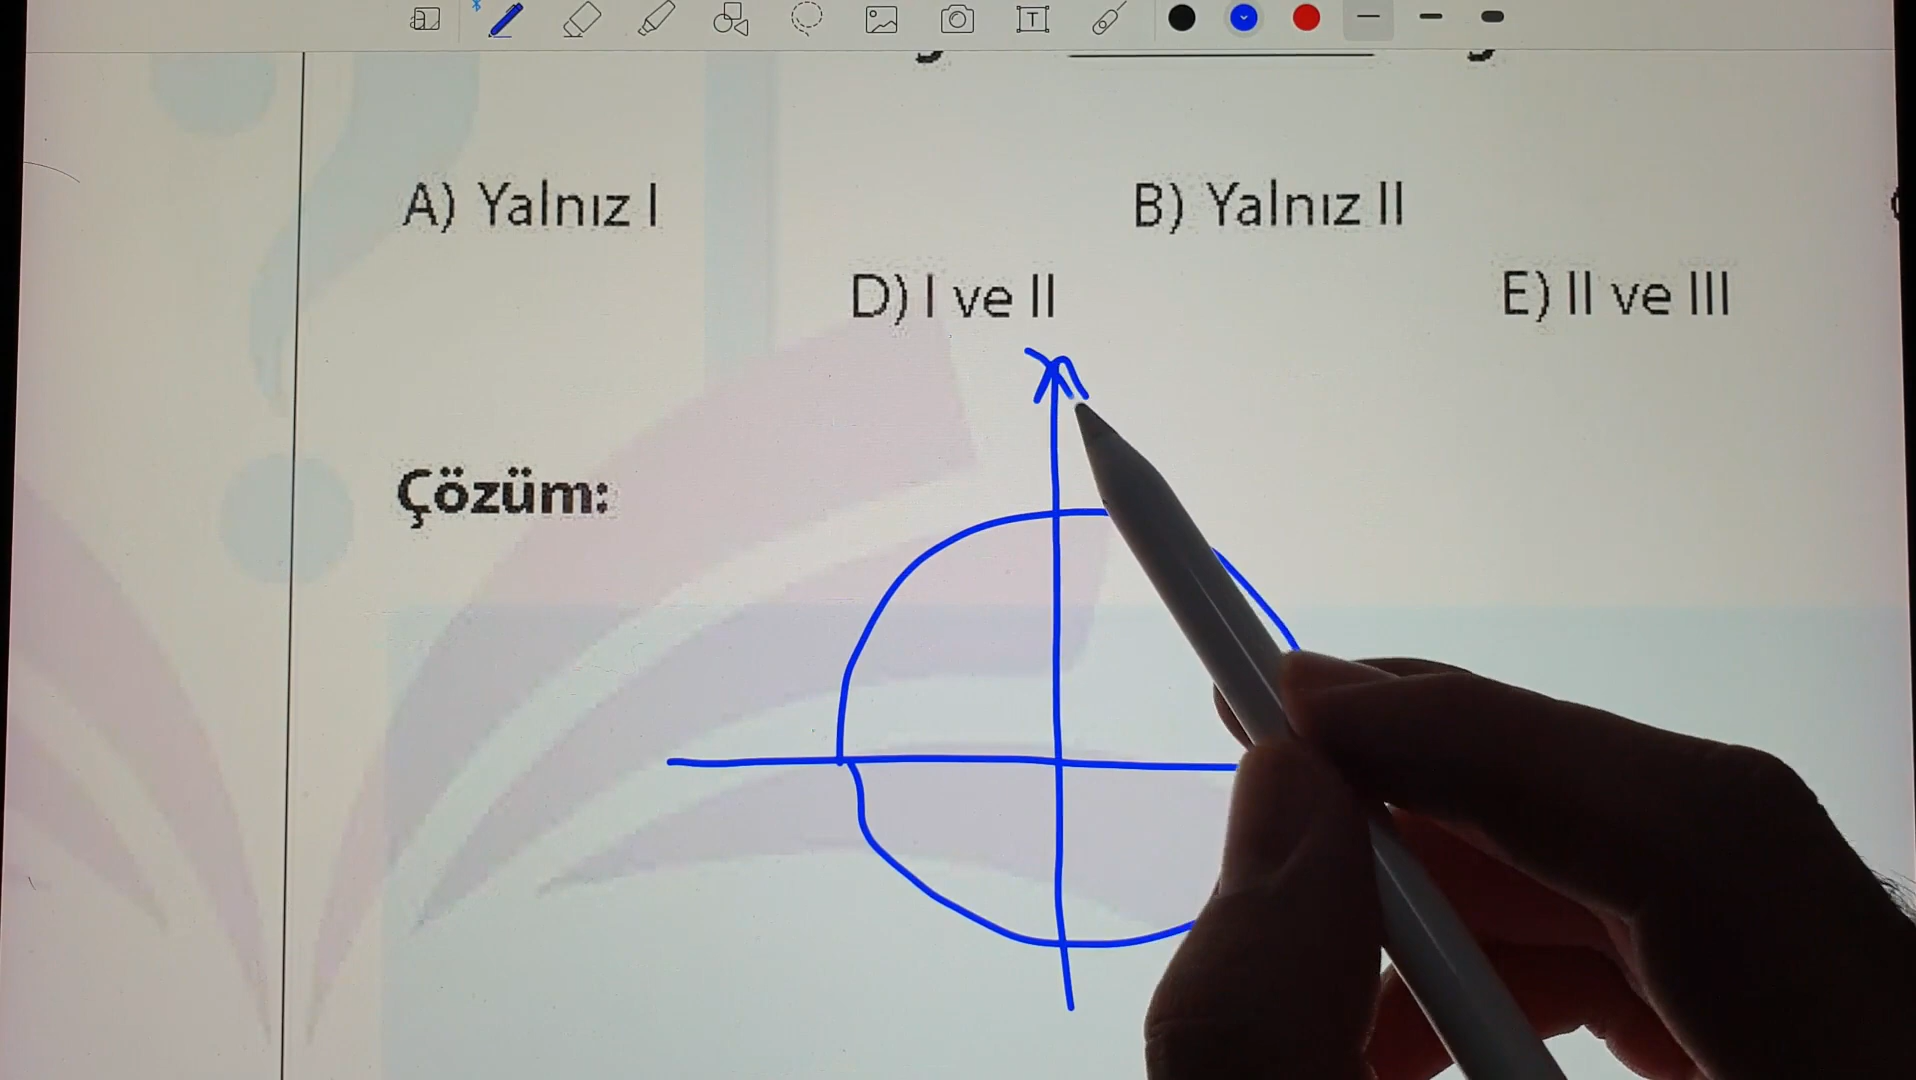 A) Yalnız I
B) Yalnız II
D) I ve II
E) II ve III
Çözüm: